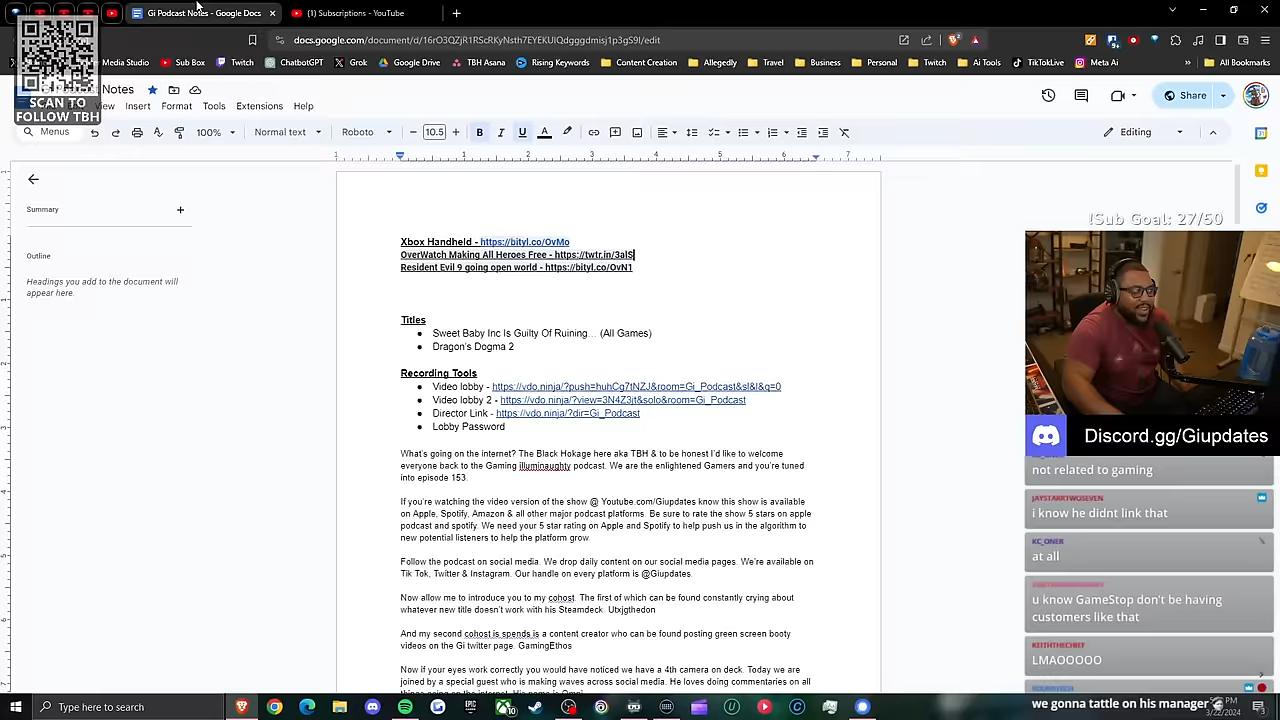 Gi Podcast Notes - Google Docs
(1) Subscriptions - YouTube
docs.google.com/document/d/16rO3QZjR1RScRKyNsth7EYEKUlQdgggdmisj1p3gS9l/edit
Media Studio
Sub Box
Twitch
ChatbotGPT
Grok
Google Drive
TBH Asana
Rising Keywords
Content Creation
Allegedly
Travel
Business
Twitch
Ai Tools
TikTokLive
Meta Ai
All Bookmarks
Notes
SCAN TO
FOLLOW TBH
View
Insert
Format
Tools
Extensions
Help
Share
Menus
100%
Normal text
Roboto
10.5
Editing
Summary
Outline
Headings you add to the document will
appear here.
Xbox Handheld - https://bityl.co/OvMo
OverWatch Making All Heroes Free - https://twtr.in/3alS
Resident Evil 9 going open world - https://bityl.co/OvN1
Titles
● Sweet Baby Inc Is Guilty Of Ruining… (All Games)
● Dragon's Dogma 2
Recording Tools
● Video lobby - https://vdo.ninja/?push=huhCg7tNZJ&room=Gi_Podcast&sl&l&q=0
● Video lobby 2 - https://vdo.ninja/?view=3N4Z3jt&solo&room=Gi_Podcast
● Director Link - https://vdo.ninja/?dir=Gi_Podcast
● Lobby Password
What's going on the internet? The Black Hokage here aka TBH & to be honest I'd like to welcome
everyone back to the Gaming illuminaughty podcast. We are the enlightened Gamers and you're tuned
into episode 153.
If you're watching the video version of the show @ Youtube.com/Giupdates know this show is available
on Apple, Spotify, Amazon & all other major podcast platforms. Be sure to rate the show 5 stars on apple
podcast and spotify. We need your 5 star rating on Apple and Spotify to help push us in the algorithm to
new potential listeners to help the platform grow.
Follow the podcast on social media. We drop daily content on our social media pages. We're available on
Tik Tok, Twitter & Instagram. Our handle on every platform is @Giupdates.
Now allow me to introduce you to my cohost. The first of which can be found constantly crying about
whatever new title doesn't work with his Steamdeck. Utxjgthedon
And my second cohost is spends is a content creator who can be found posting green screen booty
videos on the Gi twitter page. GamingEthos
Now if your eyes work correctly you would have noticed we have a 4th camera on deck. Today we are
joined by a special guest who is making waves across social media. He loves doing commentaries on all
!Sub Goal: 27/50
Discord.gg/Giupdates
not related to gaming
JAYSTARRTWOSEVEN
i know he didnt link that
KC_ONER
at all
u know GameStop don't be having
customers like that
KEITHTHECHIEF
LMAOOOOO
we gonna tattle on his manager
Type here to search
3/22/2024